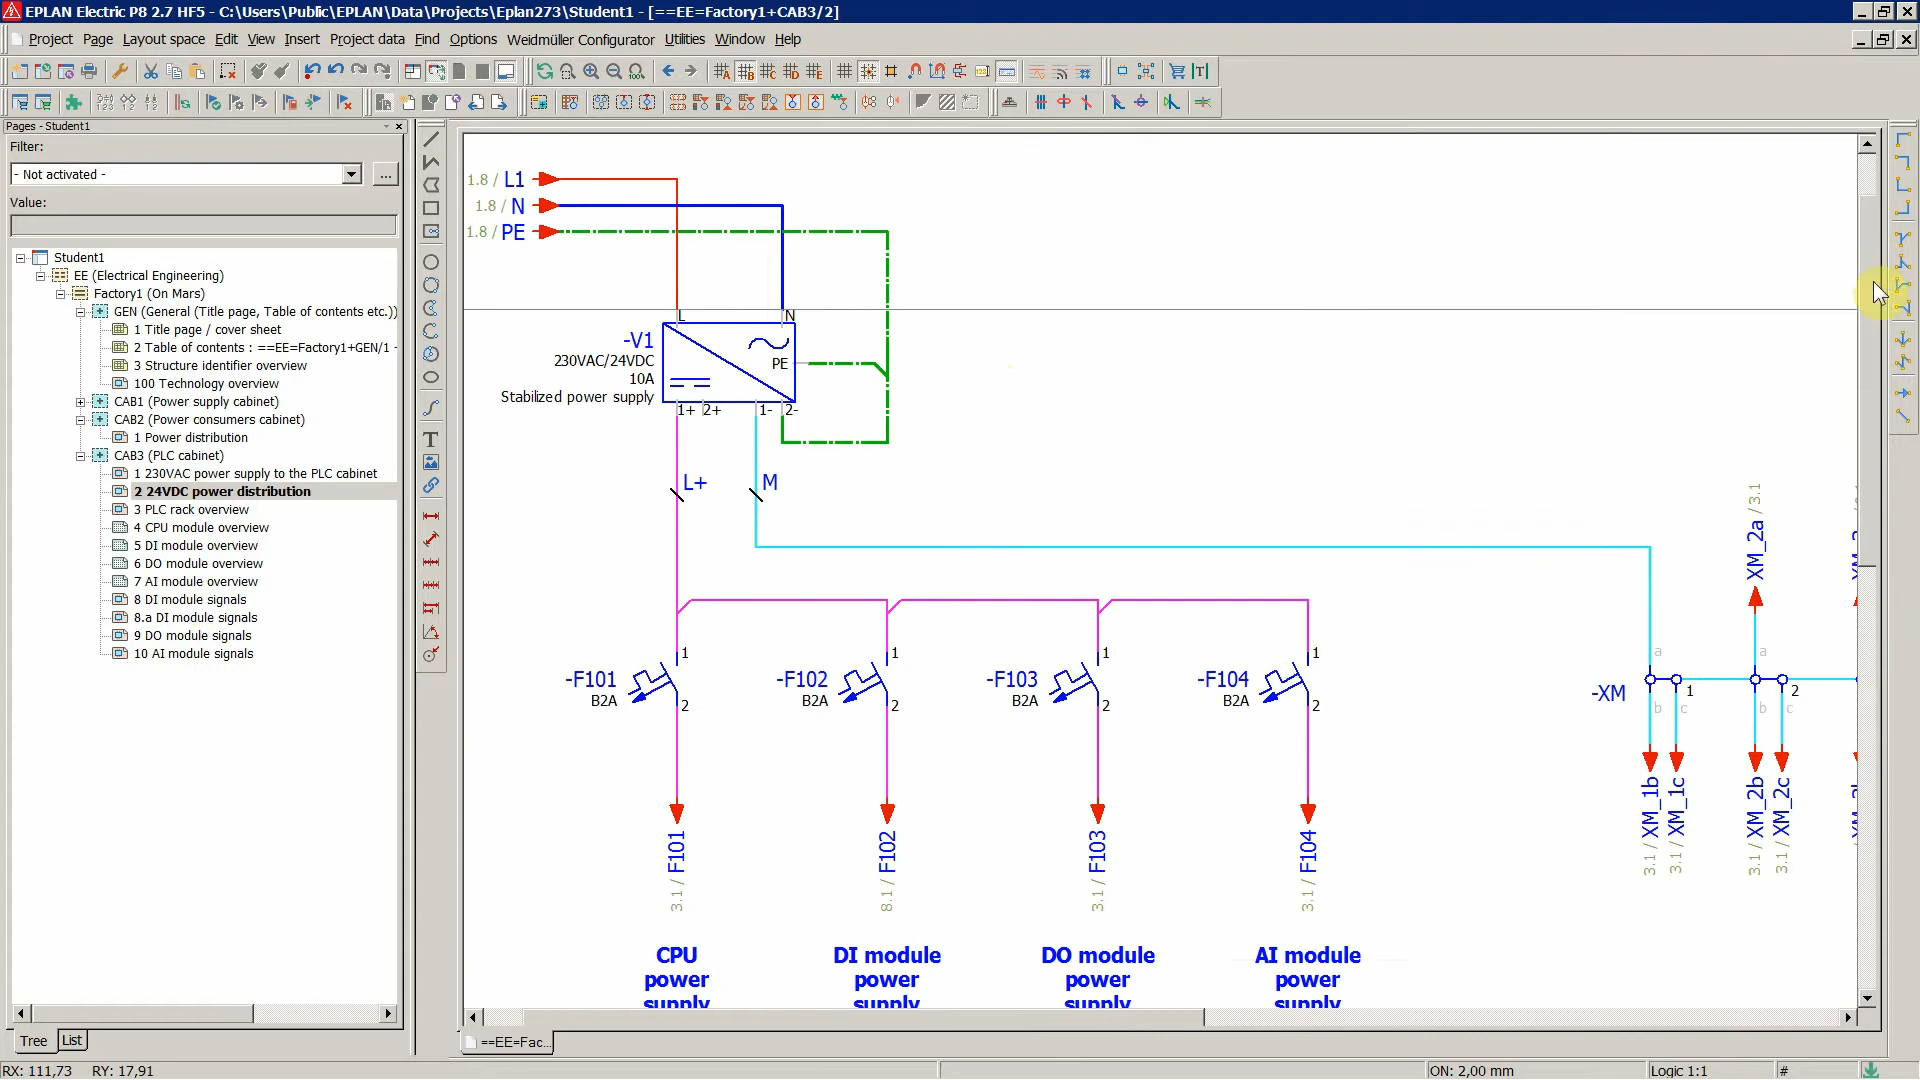 EPLAN Electric P8 2.7 HF5 - C:\Users\Public\EPLAN\Data\Projects\Eplan273\Student1 - [==EE=Factory1+CAB3/2]
Project Page Layout space Edit View Insert Project data Find Options Weidmüller Configurator Utilities Window Help
Pages - Student1
Filter:
- Not activated -
...
Value:
Student1
EE (Electrical Engineering)
Factory1 (On Mars)
GEN (General (Title page, Table of contents etc.))
1 Title page / cover sheet
2 Table of contents : ==EE=Factory1+GEN/1 -
3 Structure identifier overview
100 Technology overview
CAB1 (Power supply cabinet)
CAB2 (Power consumers cabinet)
1 Power distribution
CAB3 (PLC cabinet)
1 230VAC power supply to the PLC cabinet
2 24VDC power distribution
3 PLC rack overview
4 CPU module overview
5 DI module overview
6 DO module overview
7 AI module overview
8 DI module signals
8.a DI module signals
9 DO module signals
10 AI module signals
Tree List
1.8 / L1
1.8 / N
1.8 / PE
L N
-V1
230VAC/24VDC
10A
Stabilized power supply
PE
1+ 2+ 1- 2-
L+ M
XM_2a / 3.1
-F101
B2A
1
2
-F102
B2A
1
2
-F103
B2A
1
2
-F104
B2A
1
2
-XM
a
1
b c
a
2
b c
3.1 / F101
8.1 / F102
3.1 / F103
3.1 / F104
3.1 / XM_1b
3.1 / XM_1c
3.1 / XM_2b
3.1 / XM_2c
CPU
power
supply
DI module
power
supply
DO module
power
supply
AI module
power
supply
==EE=Fac...
RX: 111,73 RY: 17,91
ON: 2,00 mm
Logic 1:1
#